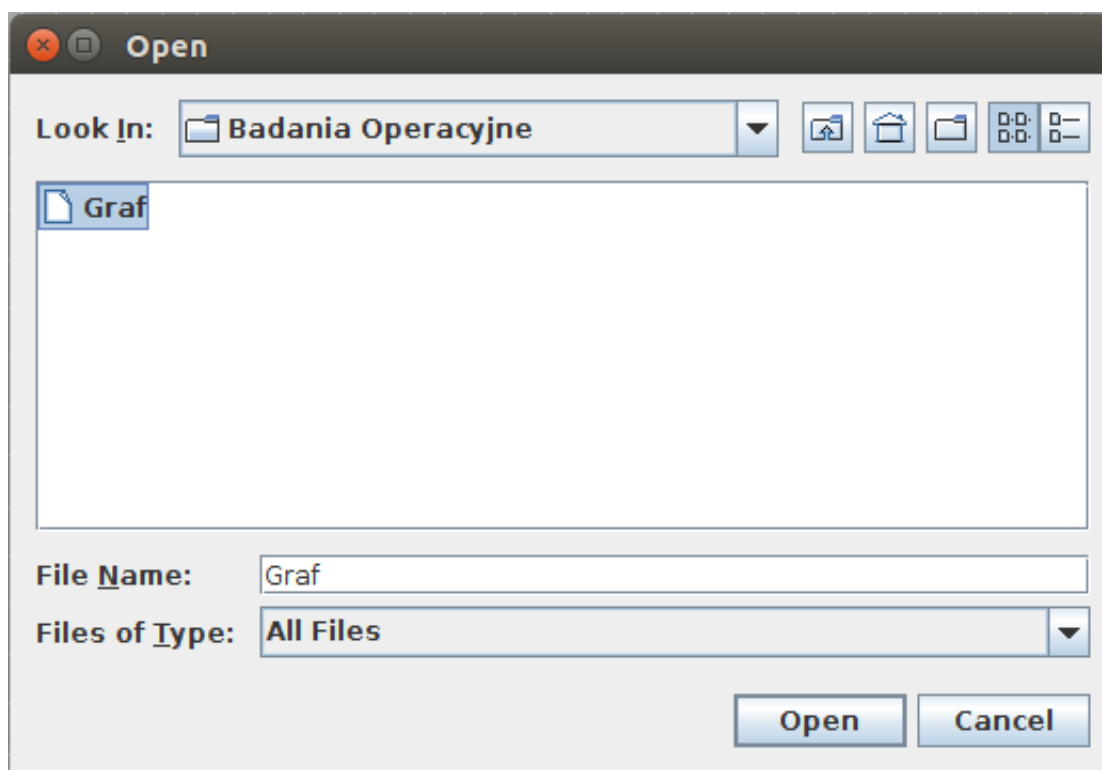 Open
Look In: Badania Operacyjne
Graf
File Name: Graf
Files of Type: All Files
Open Cancel